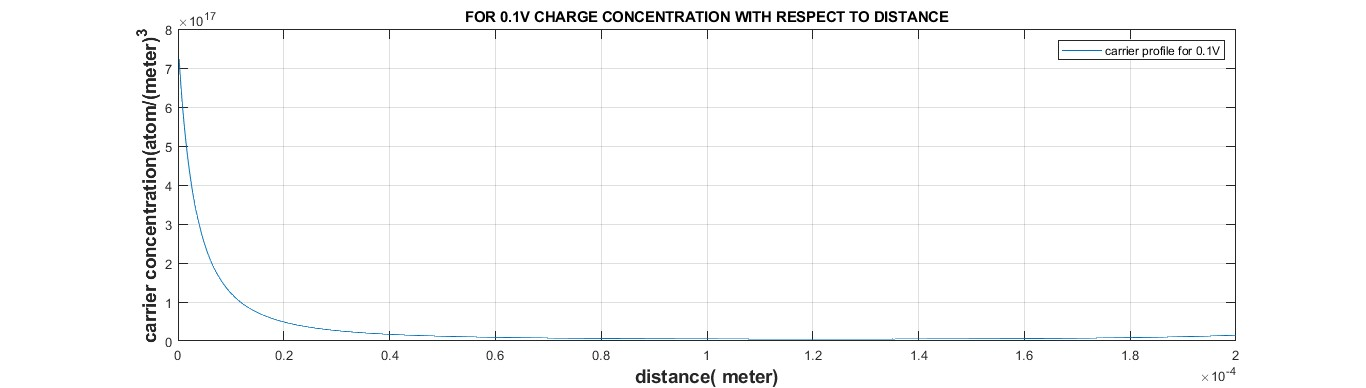 FOR 0.1V CHARGE CONCENTRATION WITH RESPECT TO DISTANCE
×10^17
carrier profile for 0.1V
carrier concentration(atom/(meter)^3
8
7
6
5
4
3
2
1
0
0 0.2 0.4 0.6 0.8 1 1.2 1.4 1.6 1.8 2
distance( meter)
×10^-4